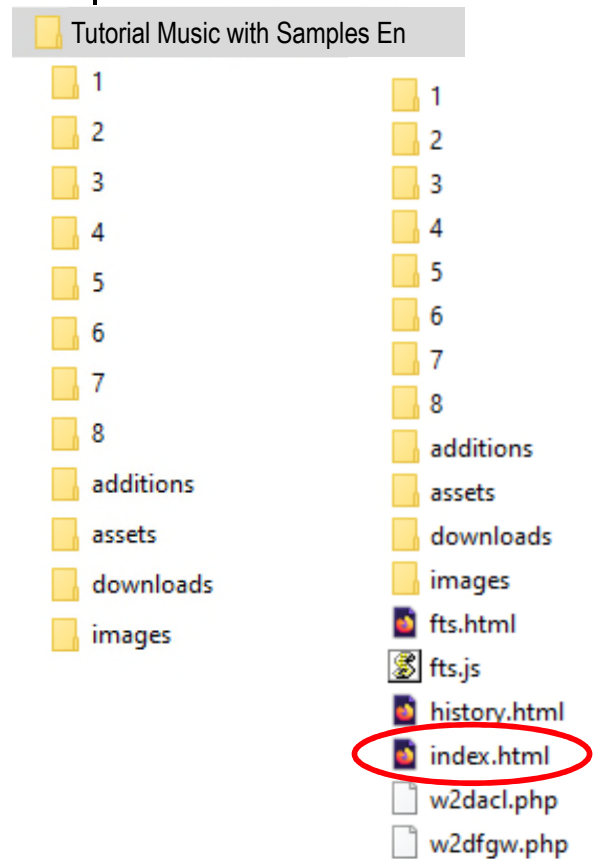 Tutorial Music with Samples En
1
2
3
4
5
6
7
8
additions
assets
downloads
images
1
2
3
4
5
6
7
8
additions
assets
downloads
images
fts.html
fts.js
history.html
index.html
w2dacl.php
w2dfgw.php